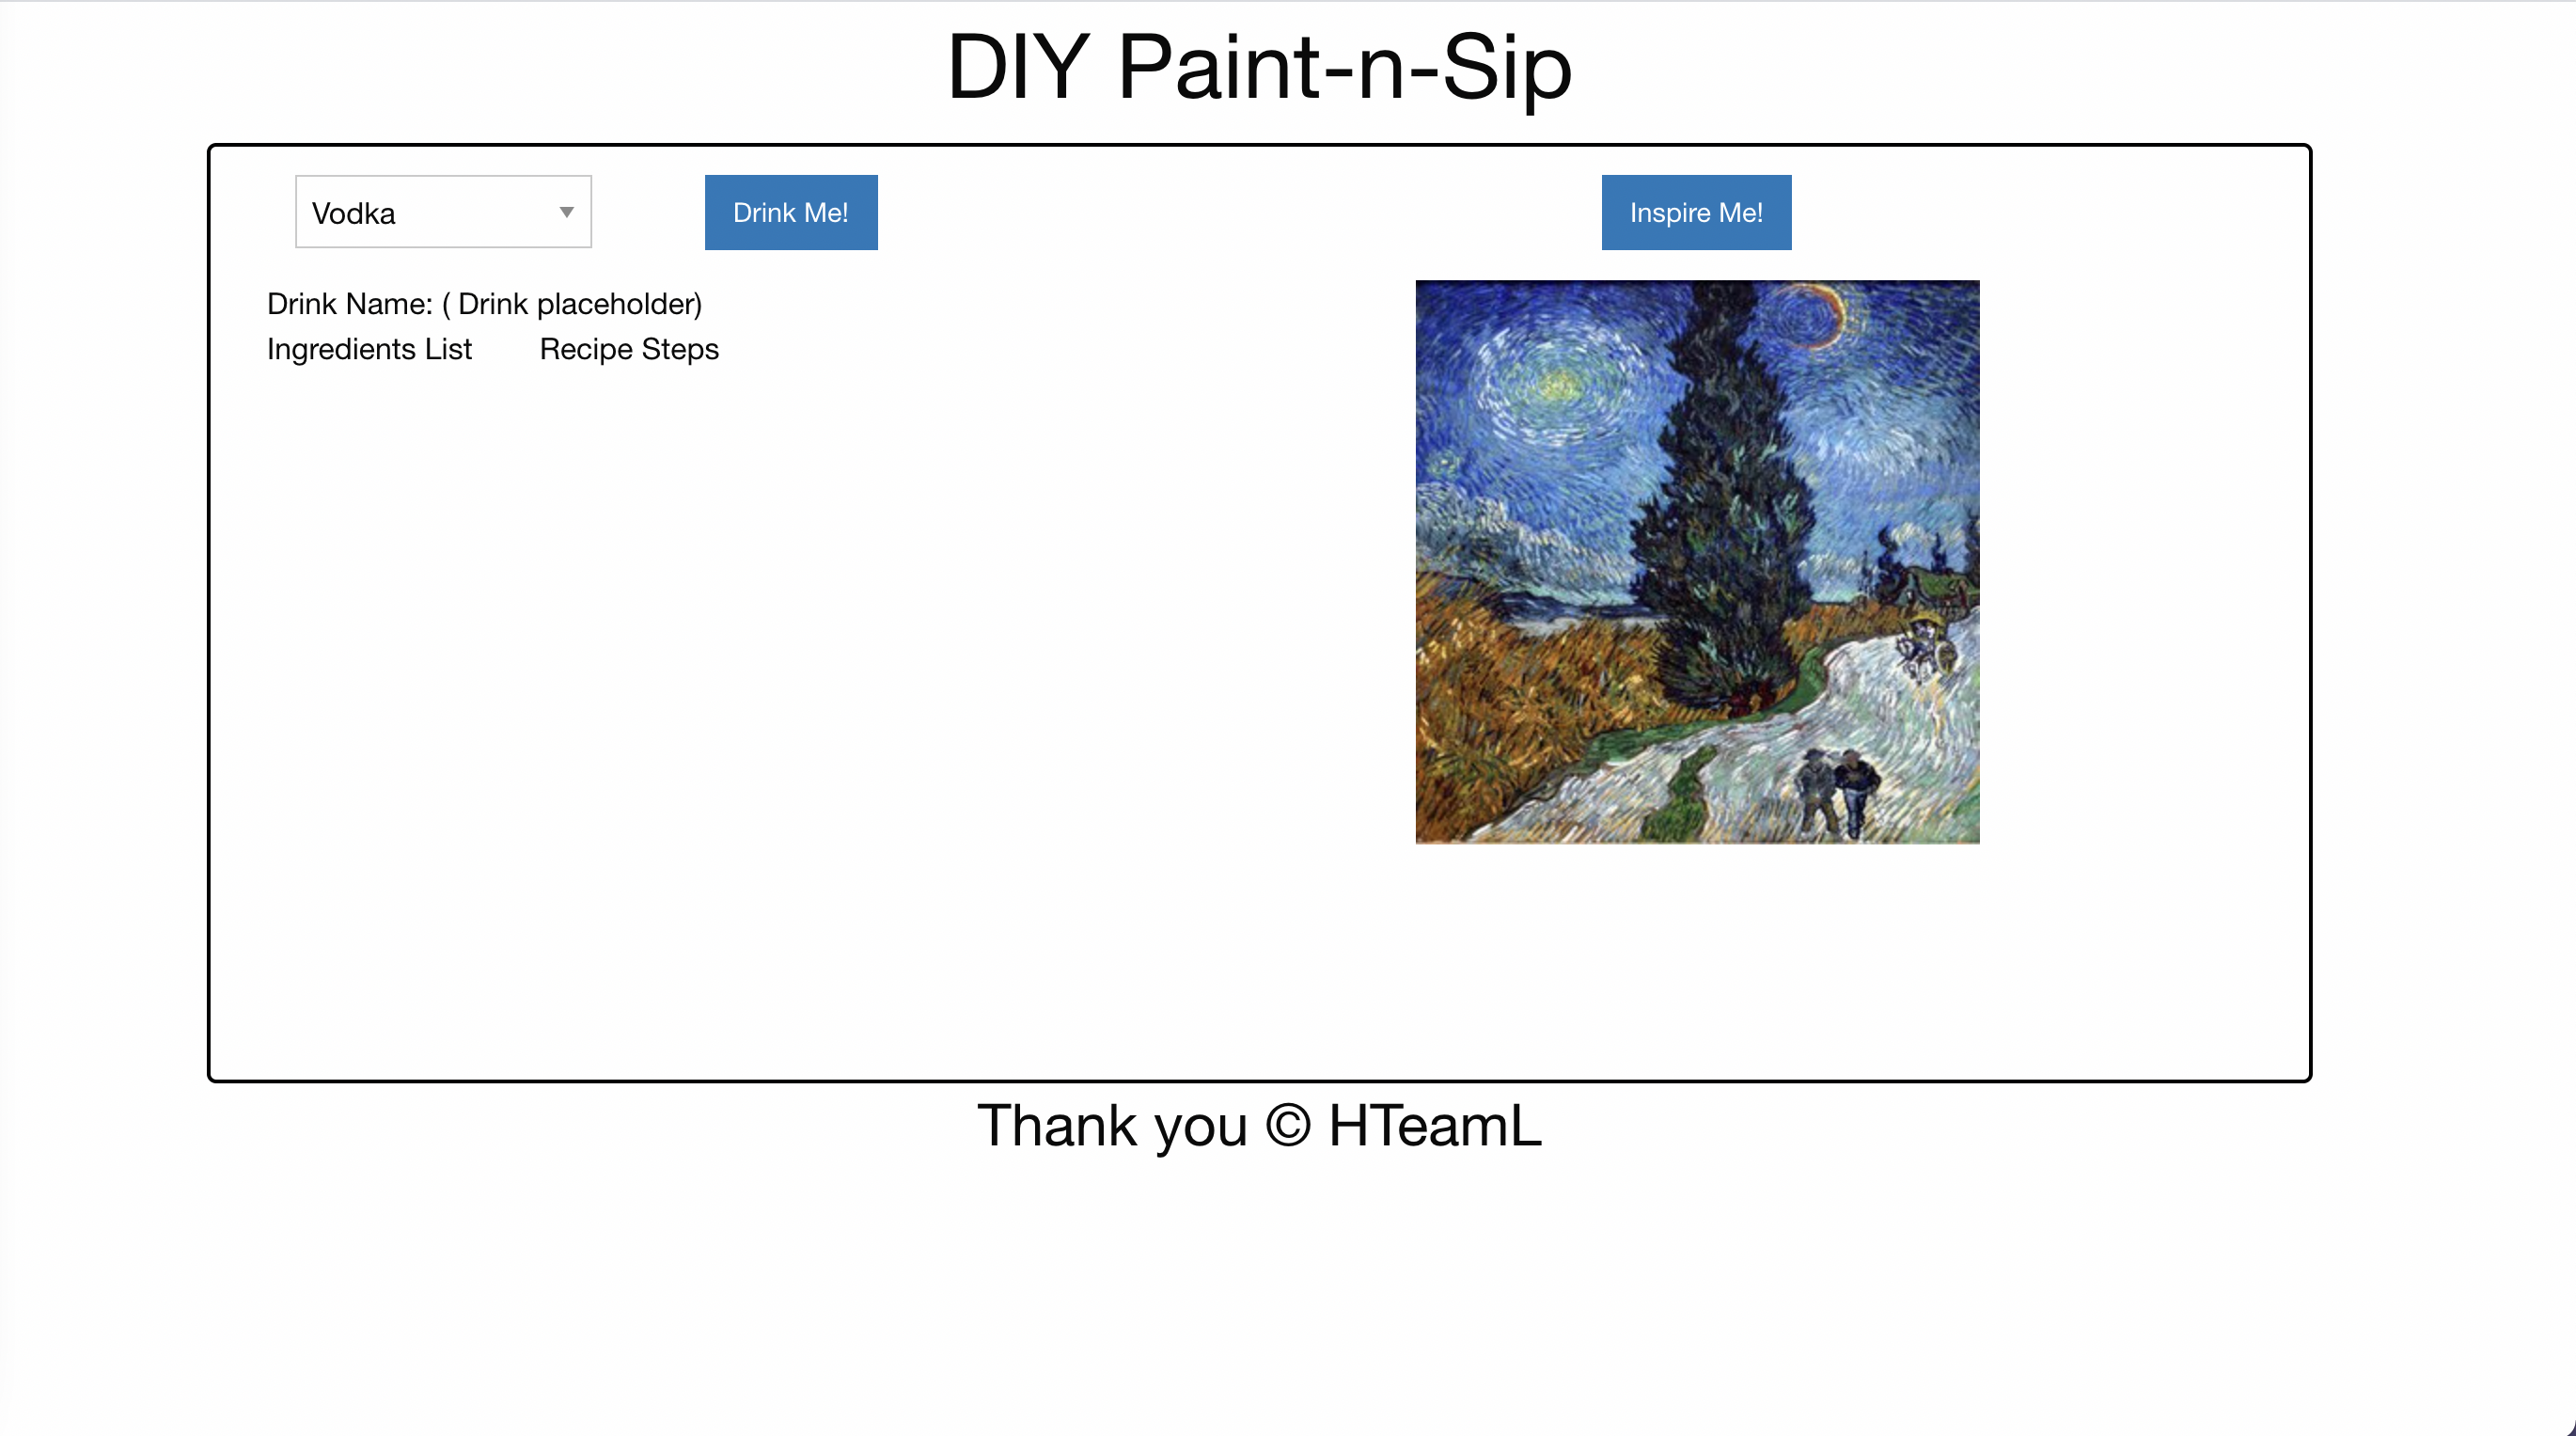 DIY Paint-n-Sip
Vodka
Drink Me!
Inspire Me!
Drink Name: ( Drink placeholder)
Ingredients List
Recipe Steps
Thank you © HTeamL